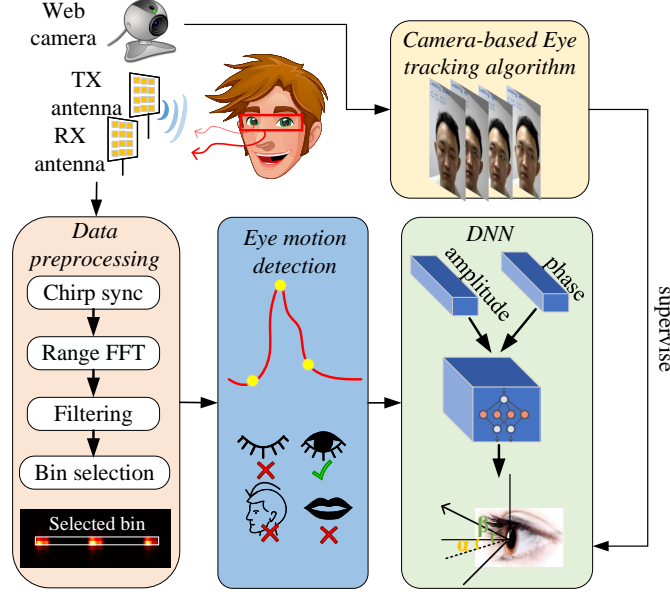 Web
camera
TX
antenna
RX
antenna
Camera-based Eye
tracking algorithm
Data
preprocessing
Chirp sync
Range FFT
Filtering
Bin selection
Selected bin
Eye motion
detection
DNN
amplitude
phase
β
α
supervise